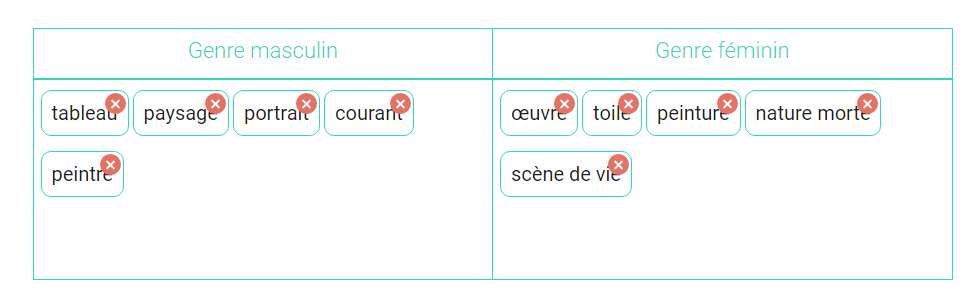 Genre masculin
Genre féminin
tableau paysage portrait courant
peintre
œuvre toile peinture nature morte
scène de vie